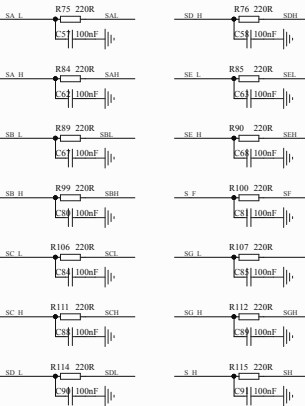 R75 220R R76 220R
SA L SAL SD H SDH
C57 100nF C58 100nF
R84 220R R85 220R
SA H SAH SE L SEL
C62 100nF C63 100nF
R89 220R R90 220R
SB L SBL SE H SEH
C67 100nF C68 100nF
R99 220R R100 220R
SB H SBH S F SF
C80 100nF C81 100nF
R106 220R R107 220R
SC L SCL SG L SGL
C84 100nF C85 100nF
R111 220R R112 220R
SC H SCH SG H SGH
C88 100nF C89 100nF
R114 220R R115 220R
SD L SDL S H SH
C90 100nF C91 100nF